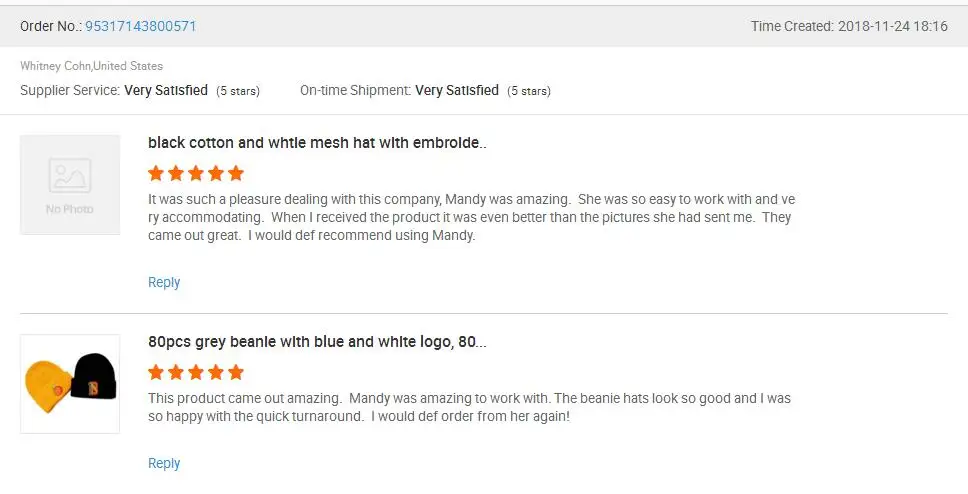 Order No.: 95317143800571 Time Created: 2018-11-24 18:16
Whitney Cohn,United States
Supplier Service: Very Satisfied (5 stars) On-time Shipment: Very Satisfied (5 stars)
black cotton and whtie mesh hat with embroide..
No Photo
It was such a pleasure dealing with this company, Mandy was amazing. She was so easy to work with and ve
ry accommodating. When I received the product it was even better than the pictures she had sent me. They
came out great. I would def recommend using Mandy.
Reply
80pcs grey beanie with blue and white logo, 80...
This product came out amazing. Mandy was amazing to work with. The beanie hats look so good and I was
so happy with the quick turnaround. I would def order from her again!
Reply